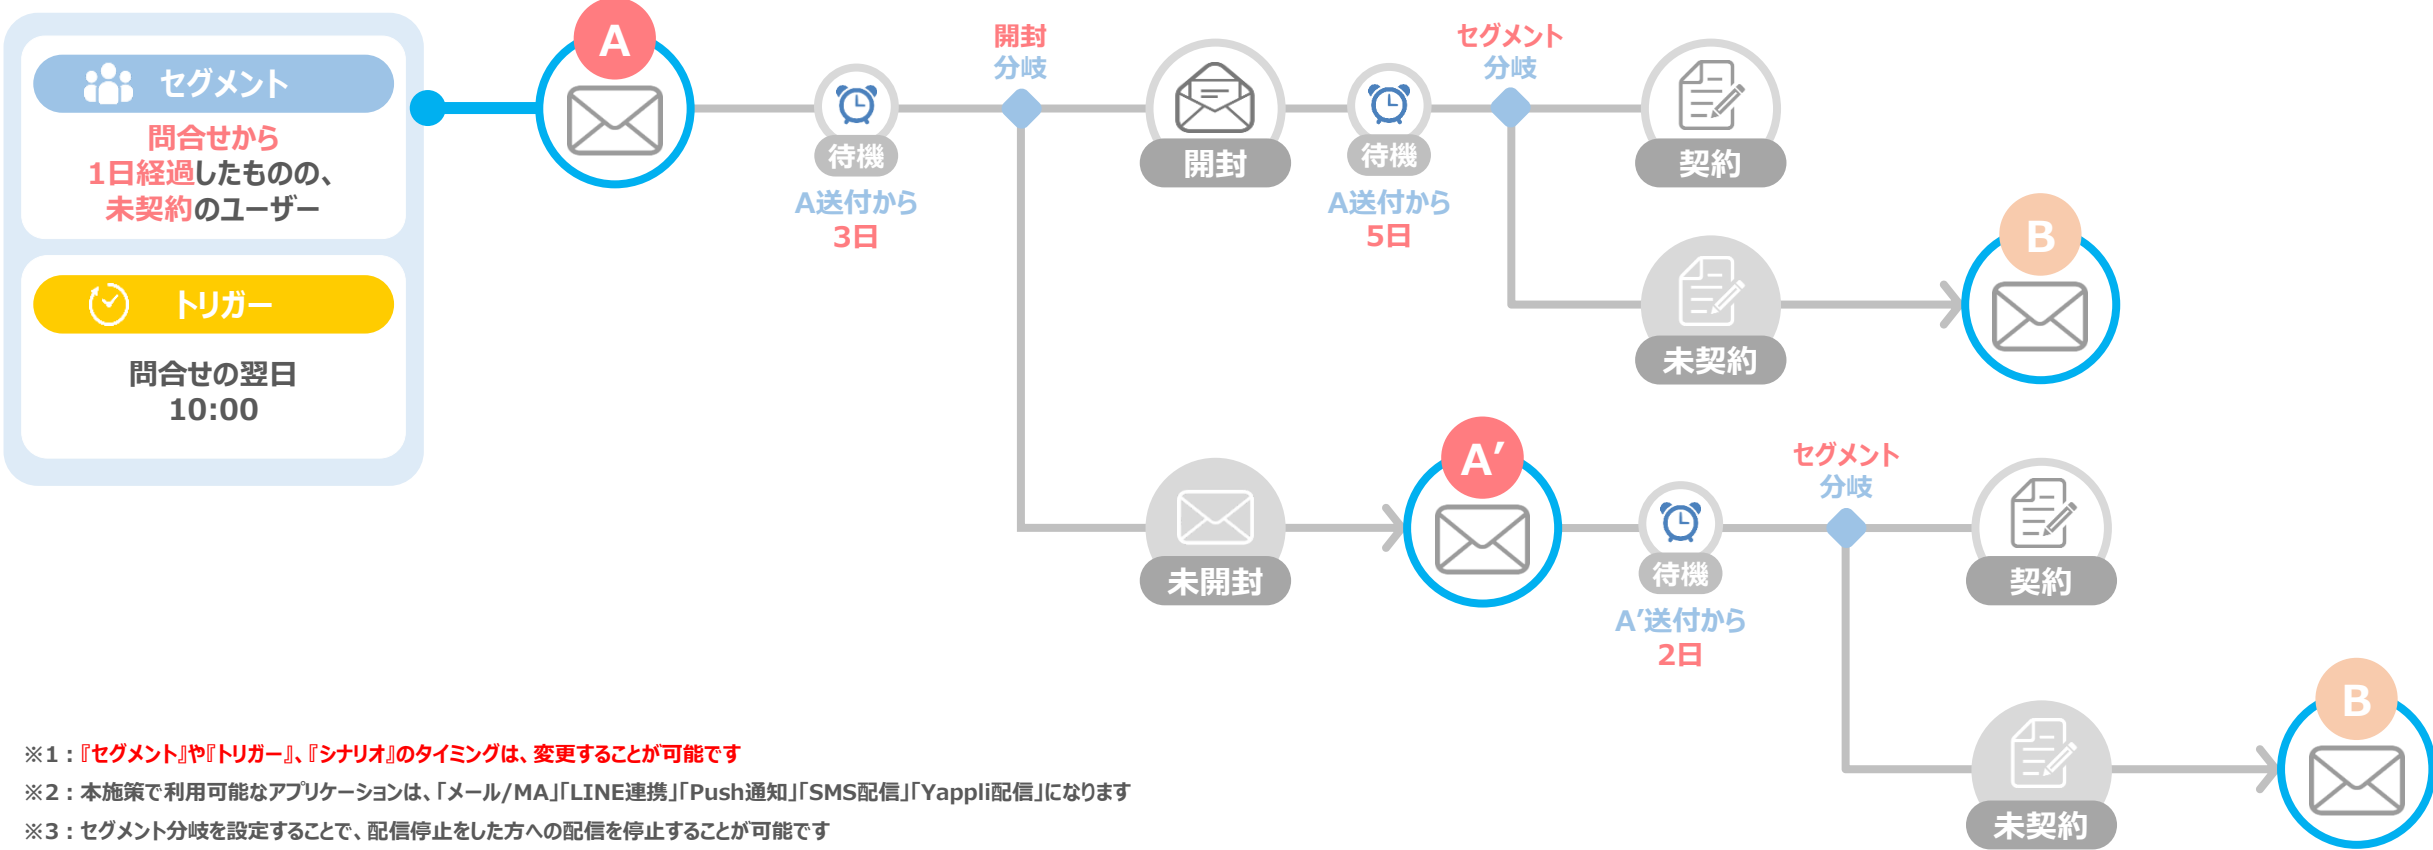 セグメント
問合せから
1日経過したものの、
未契約のユーザー
トリガー
問合せの翌日
10:00
A
待機
A送付から
3日
開封
分岐
開封
待機
A送付から
5日
セグメント
分岐
契約
未契約
B
未開封
A′
待機
A′送付から
2日
セグメント
分岐
契約
未契約
B
※1：『セグメント』や『トリガー』、『シナリオ』のタイミングは、変更することが可能です
※2：本施策で利用可能なアプリケーションは、「メール/MA」「LINE連携」「Push通知」「SMS配信」「Yappli配信」になります
※3：セグメント分岐を設定することで、配信停止をした方への配信を停止することが可能です